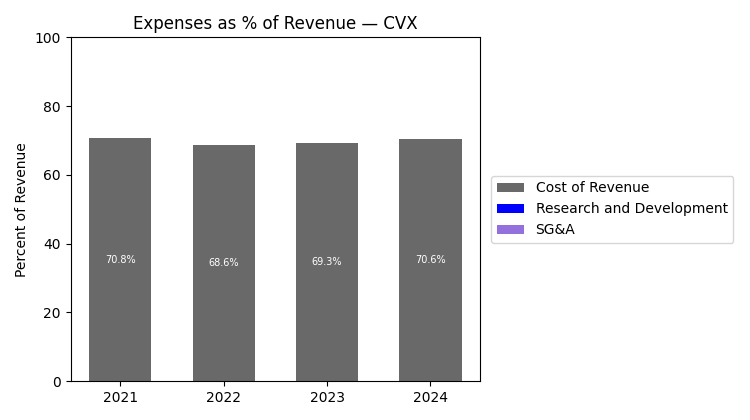 Expenses as % of Revenue — CVX
100
80
60
40
20
0
Percent of Revenue
70.8%
68.6%
69.3%
70.6%
2021
2022
2023
2024
Cost of Revenue
Research and Development
SG&A